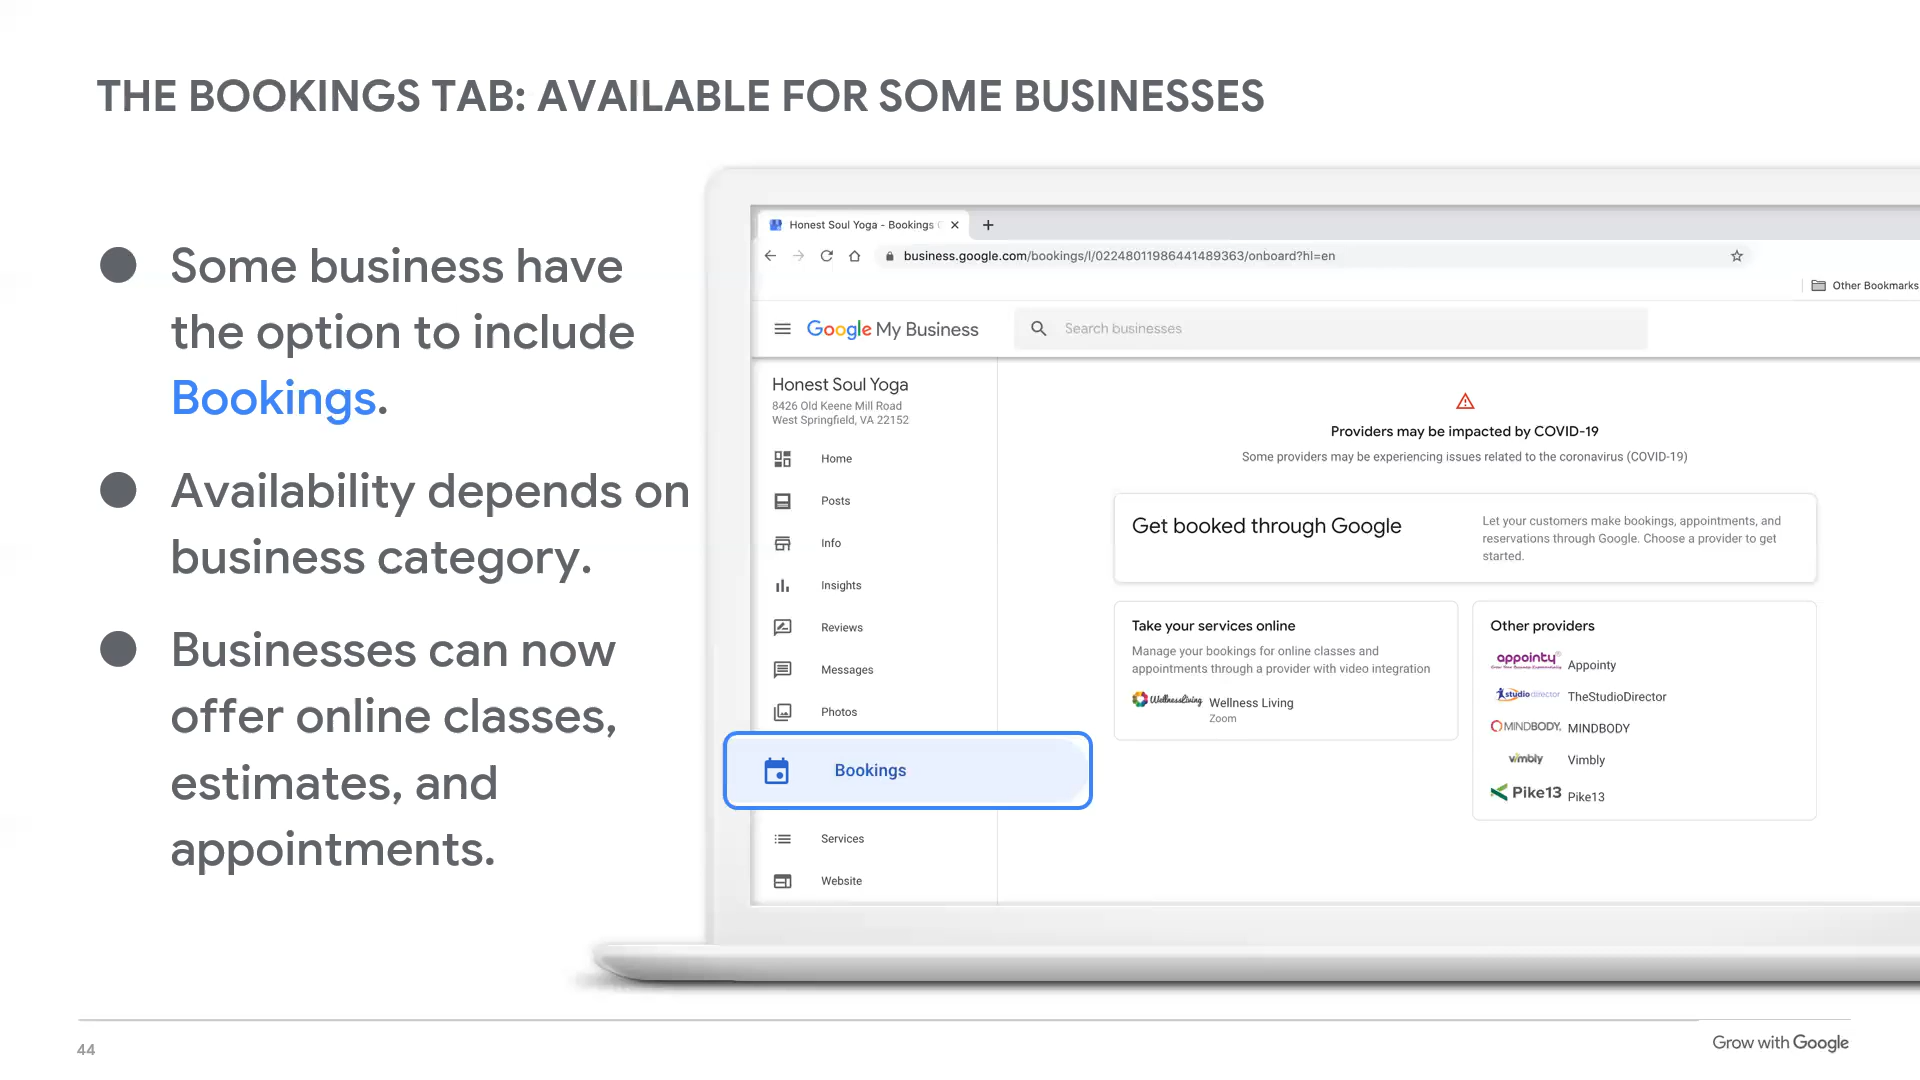 THE BOOKINGS TAB: AVAILABLE FOR SOME BUSINESSES
Some business have
the option to include
Bookings.
Availability depends on
business category.
Businesses can now
offer online classes,
estimates, and
appointments.
Honest Soul Yoga - Bookings
business.google.com/bookings/l/02248011986441489363/onboard?hl=en
Other Bookmarks
Google My Business
Search businesses
Honest Soul Yoga
8426 Old Keene Mill Road
West Springfield, VA 22152
Home
Posts
Info
Insights
Reviews
Messages
Photos
Bookings
Services
Website
Providers may be impacted by COVID-19
Some providers may be experiencing issues related to the coronavirus (COVID-19)
Get booked through Google
Let your customers make bookings, appointments, and
reservations through Google. Choose a provider to get
started.
Take your services online
Manage your bookings for online classes and
appointments through a provider with video integration
WellnessLiving Wellness Living
Zoom
Other providers
appointy Appointy
studiodirector TheStudioDirector
MINDBODY. MINDBODY
vimbly Vimbly
Pike13 Pike13
44
Grow with Google